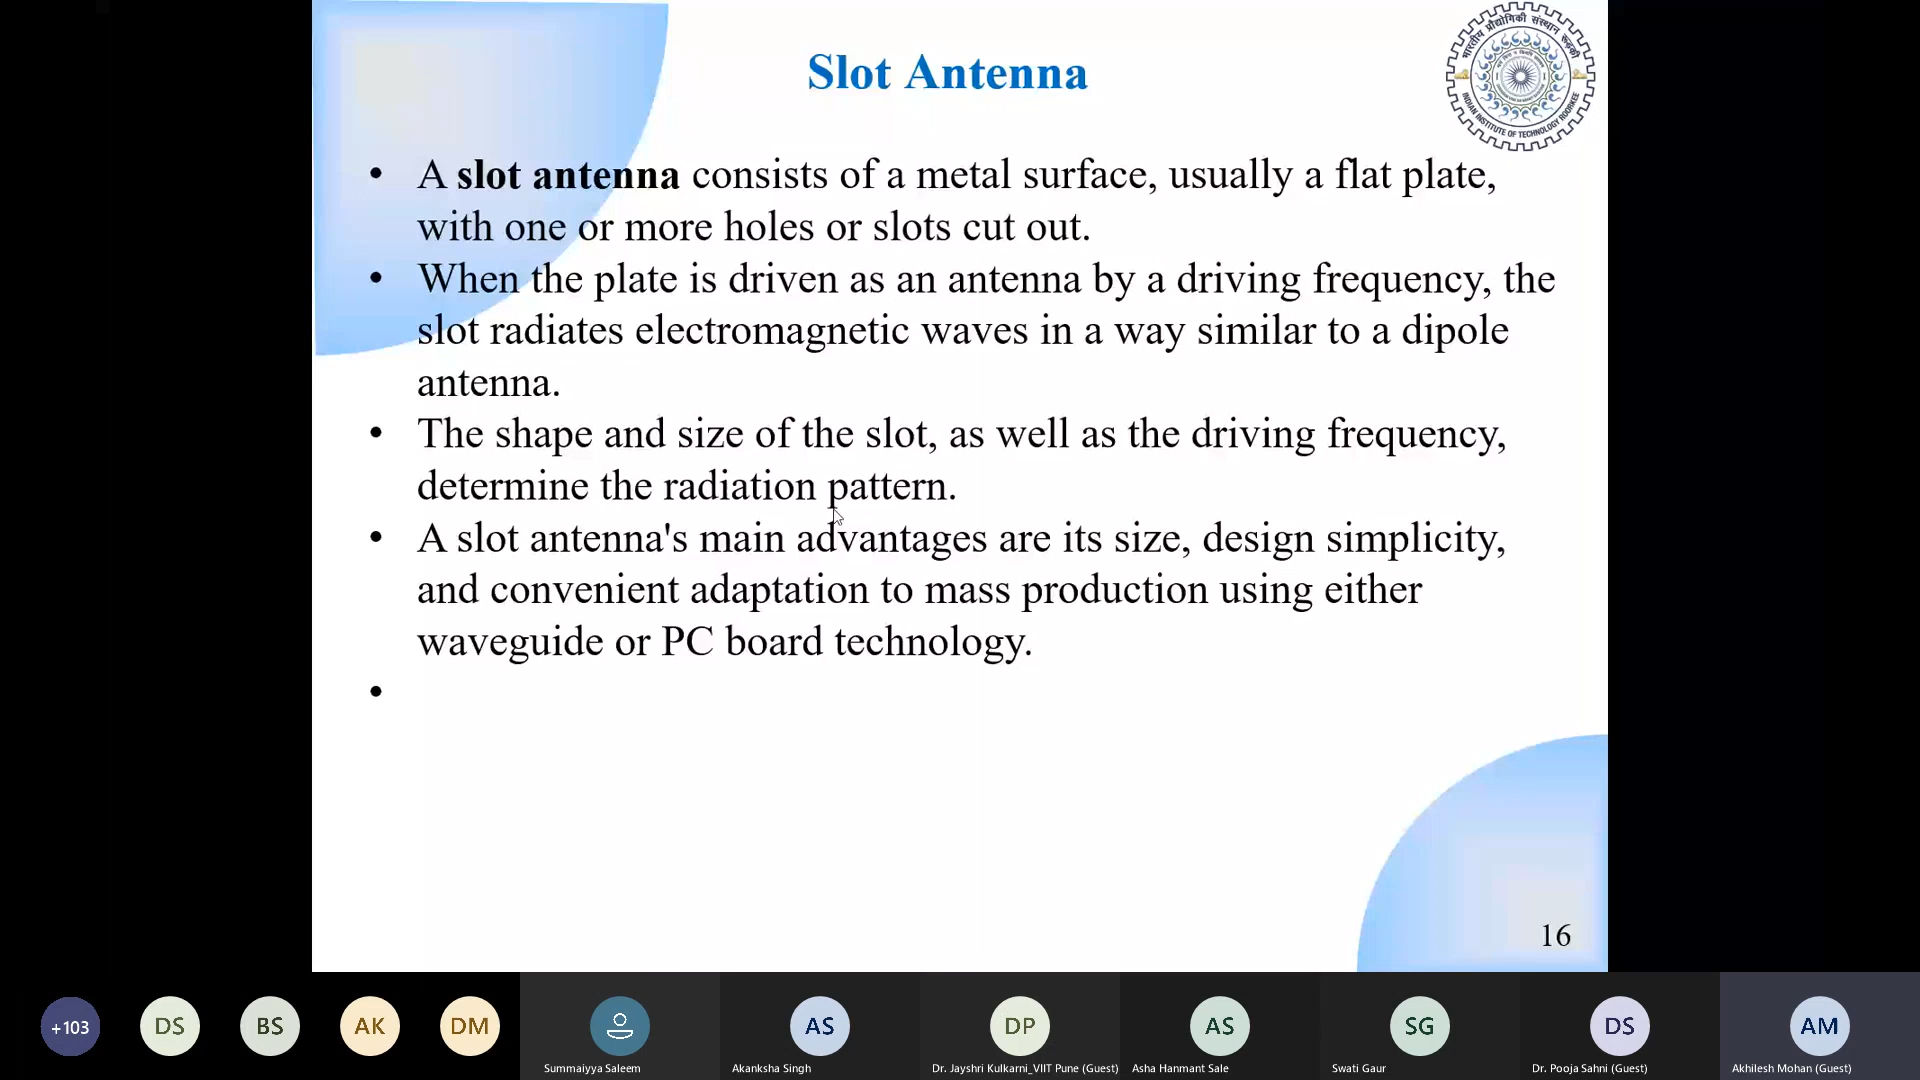 Slot Antenna
भारतीय प्रौद्योगिकी संस्थान रूड़की
INDIAN INSTITUTE OF TECHNOLOGY ROORKEE
• A slot antenna consists of a metal surface, usually a flat plate,
with one or more holes or slots cut out.
• When the plate is driven as an antenna by a driving frequency, the
slot radiates electromagnetic waves in a way similar to a dipole
antenna.
• The shape and size of the slot, as well as the driving frequency,
determine the radiation pattern.
• A slot antenna's main advantages are its size, design simplicity,
and convenient adaptation to mass production using either
waveguide or PC board technology.
•
16
+103 DS BS AK DM AS DP AS SG DS AM
Summaiyya Saleem Akanksha Singh Dr. Jayshri Kulkarni_VIIT Pune (Guest) Asha Hanmant Sale Swati Gaur Dr. Pooja Sahni (Guest) Akhilesh Mohan (Guest)